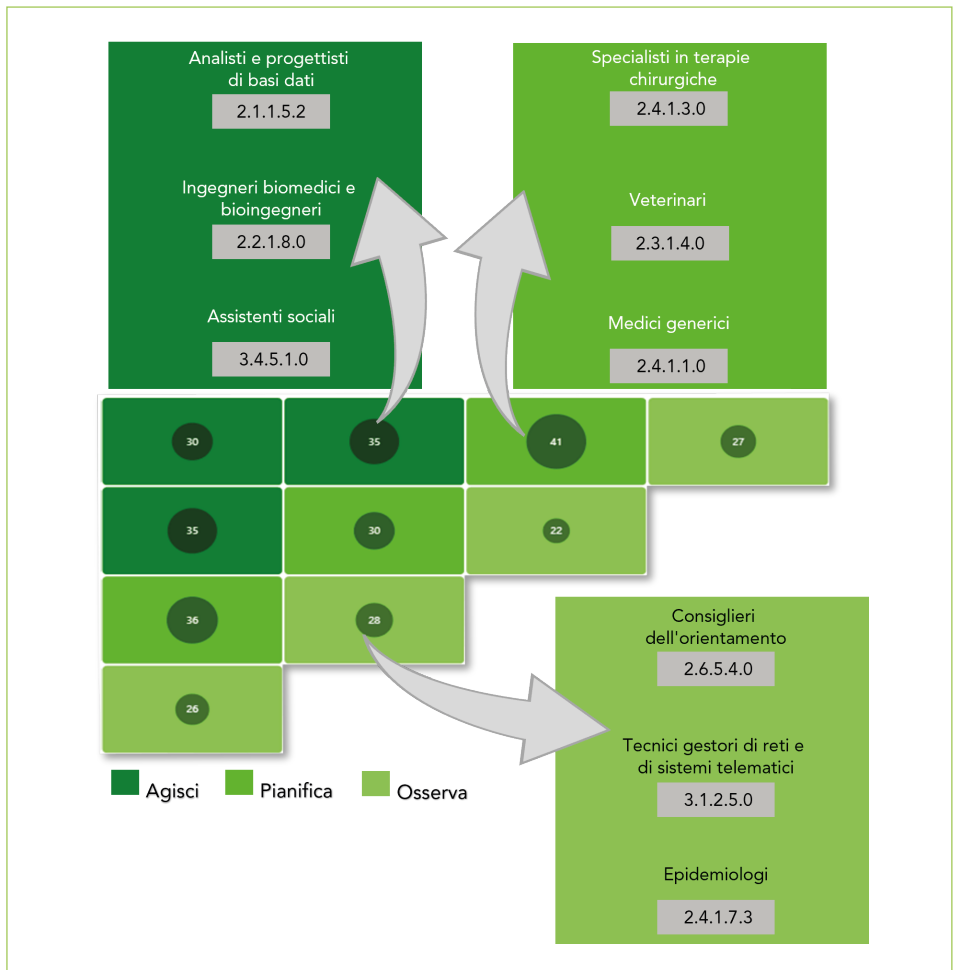 Analisti e progettisti
di basi dati
2.1.1.5.2
Ingegneri biomedici e
bioingegneri
2.2.1.8.0
Assistenti sociali
3.4.5.1.0
Specialisti in terapie
chirurgiche
2.4.1.3.0
Veterinari
2.3.1.4.0
Medici generici
2.4.1.1.0
30 35 41 27
35 30 22
36 28
26
Agisci Pianifica Osserva
Consiglieri
dell'orientamento
2.6.5.4.0
Tecnici gestori di reti e
di sistemi telematici
3.1.2.5.0
Epidemiologi
2.4.1.7.3